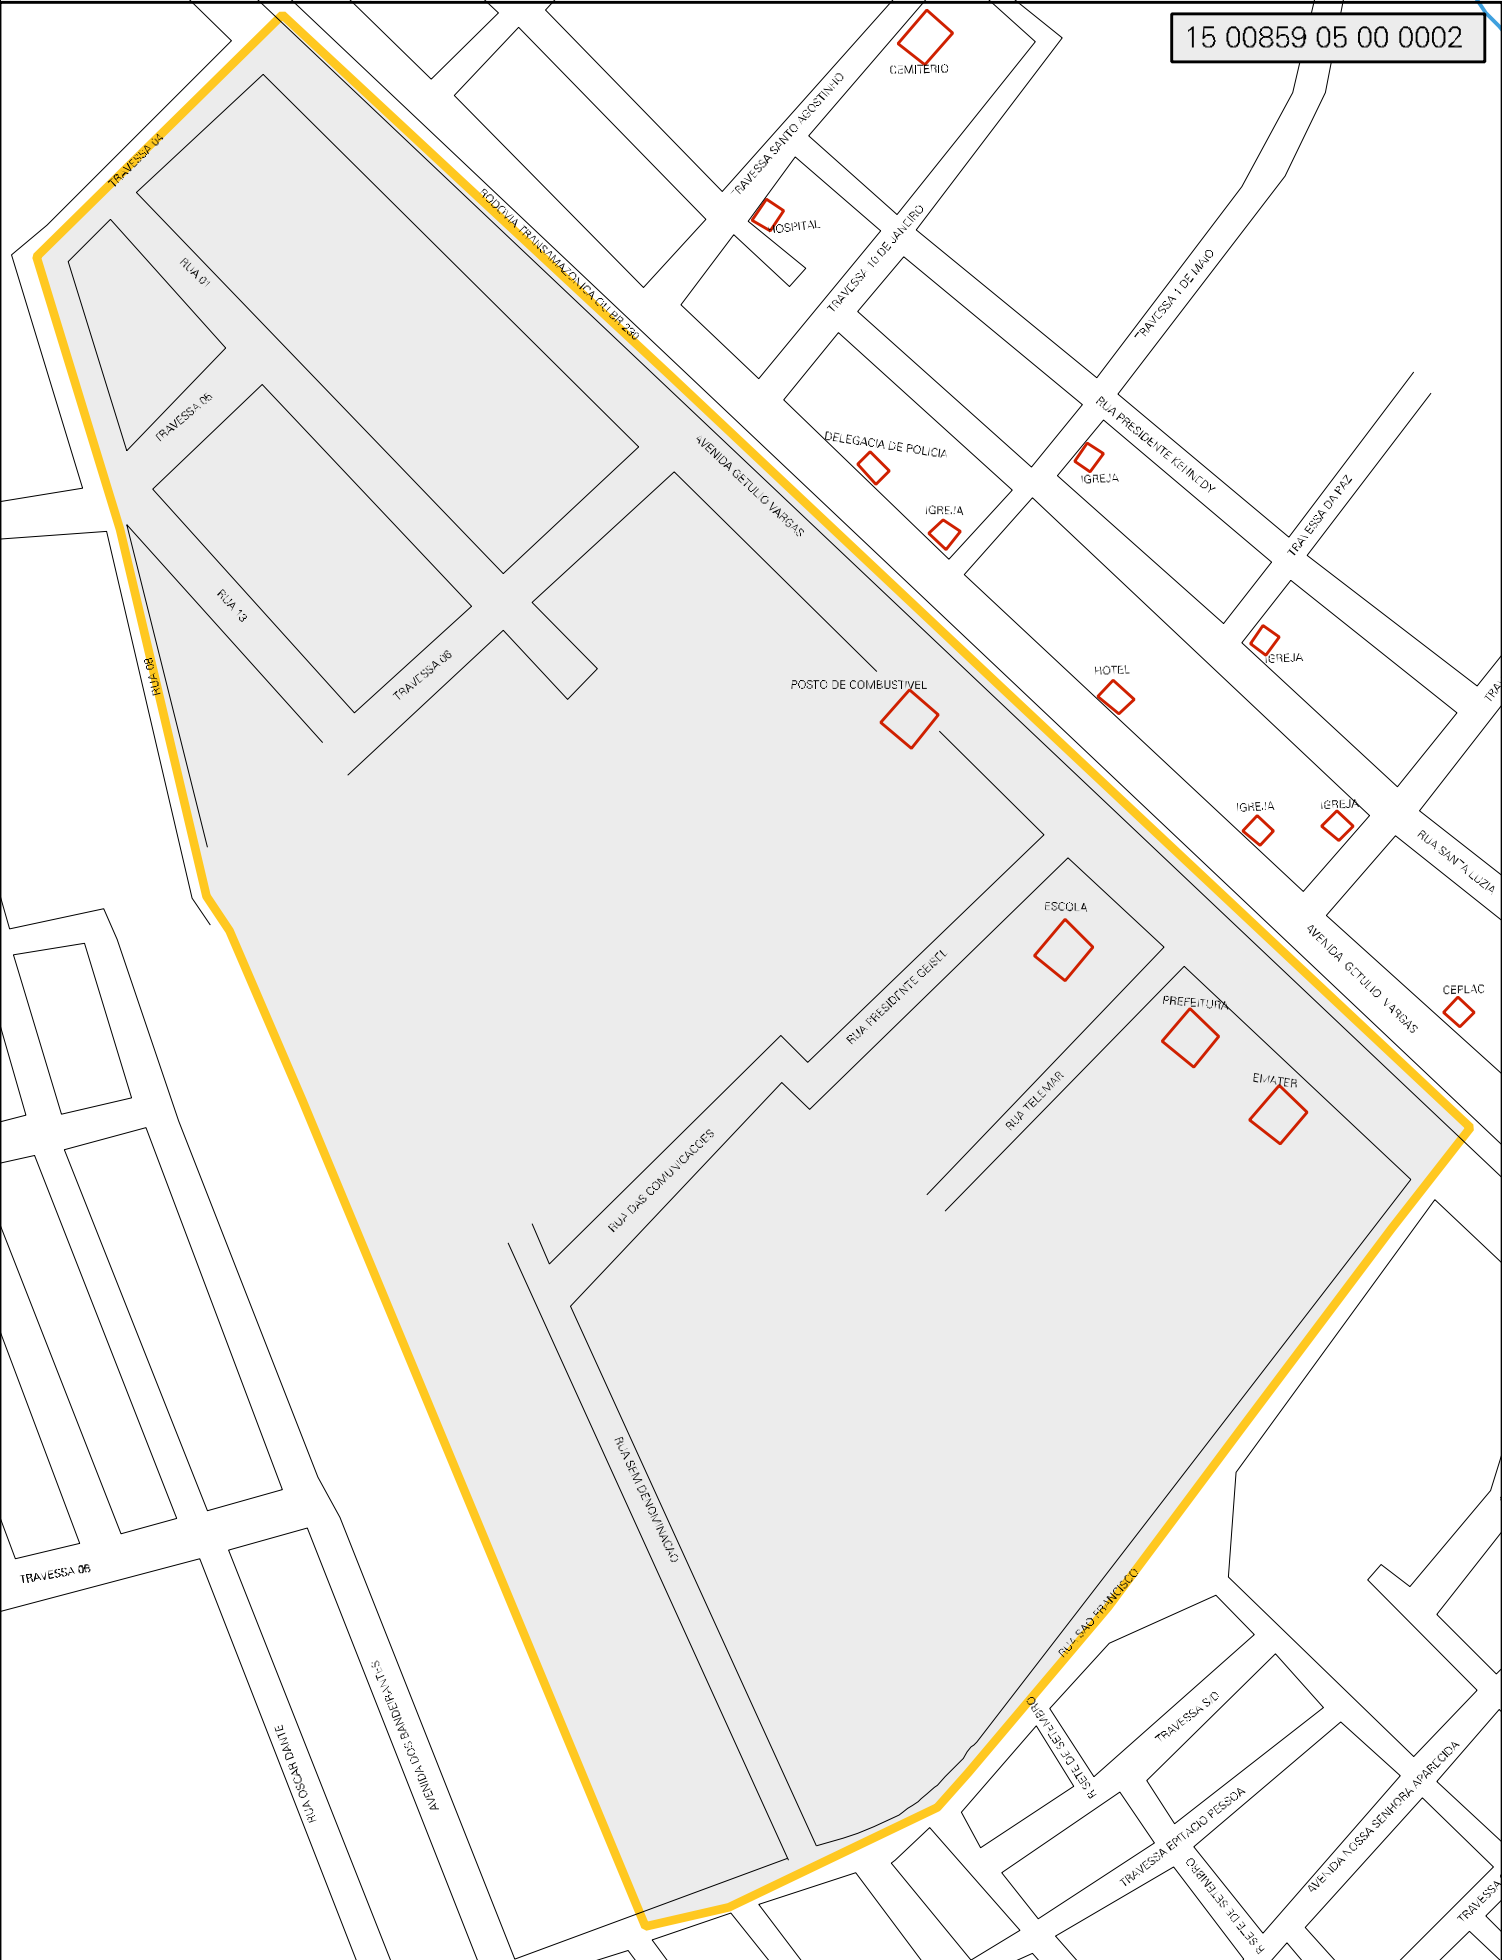 15 00859 05 00 0002
CEMITERIO
TRAVESSA SANTO AGOSTINHO
TRAVESSA 04
HOSPITAL
RODOVIA TRANSAMAZONICA OU BR 230
TRAVESSA 10 DE JANEIRO
TRAVESSA 1 DE MAIO
RUA 01
TRAVESSA 05
AVENIDA GETULIO VARGAS
DELEGACIA DE POLICIA
RUA PRESIDENTE KENNEDY
IGREJA
IGREJA
TRAVESSA DA PAZ
RUA 13
RUA 08
TRAVESSA 06
POSTO DE COMBUSTIVEL
HOTEL
IGREJA
TRA
IGREJA
IGREJA
RUA SANTA LUZIA
ESCOLA
RUA PRESIDENTE GEISEL
AVENIDA GETULIO VARGAS
PREFEITURA
CEPLAC
EMATER
RUA TELEMAR
RUA DAS COMUNICACOES
RUA SEM DENOMINACAO
TRAVESSA 08
RUA SAO FRANCISCO
R SETE DE SETEMBRO
TRAVESSA S/D
RUA OSCAR DANTE
AVENIDA DOS BANDEIRANTES
TRAVESSA EPITACIO PESSOA
AVENIDA NOSSA SENHORA APARECIDA
R SETE DE SETEMBRO
TRAVESSA